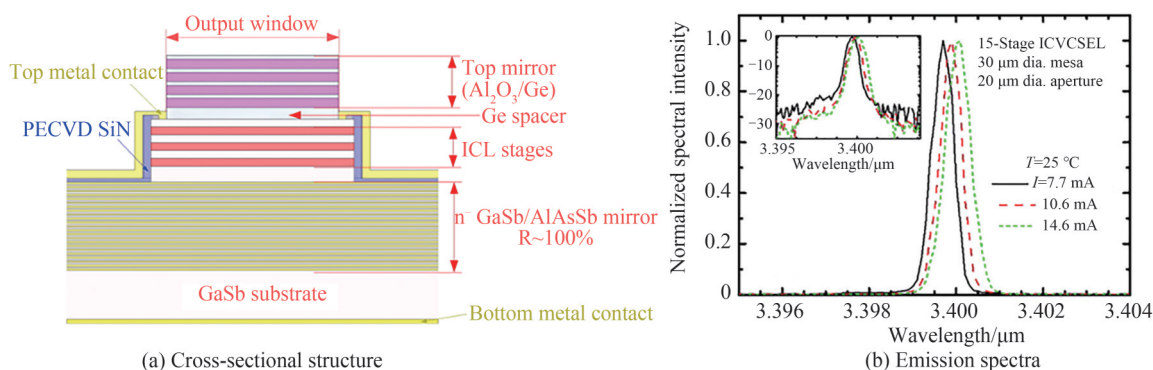 Output window
Top metal contact
Top mirror
(Al₂O₃/Ge)
Ge spacer
PECVD SiN
ICL stages
n⁻ GaSb/AlAsSb mirror
R~100%
GaSb substrate
Bottom metal contact
(a) Cross-sectional structure
Normalized spectral intensity
1.0
0.8
0.6
0.4
0.2
0
0
−10
−20
−30
3.395
3.400
Wavelength/μm
15-Stage ICVCSEL
30 μm dia. mesa
20 μm dia. aperture
T=25 ℃
I=7.7 mA
10.6 mA
14.6 mA
3.396
3.398
3.400
3.402
3.404
Wavelength/μm
(b) Emission spectra